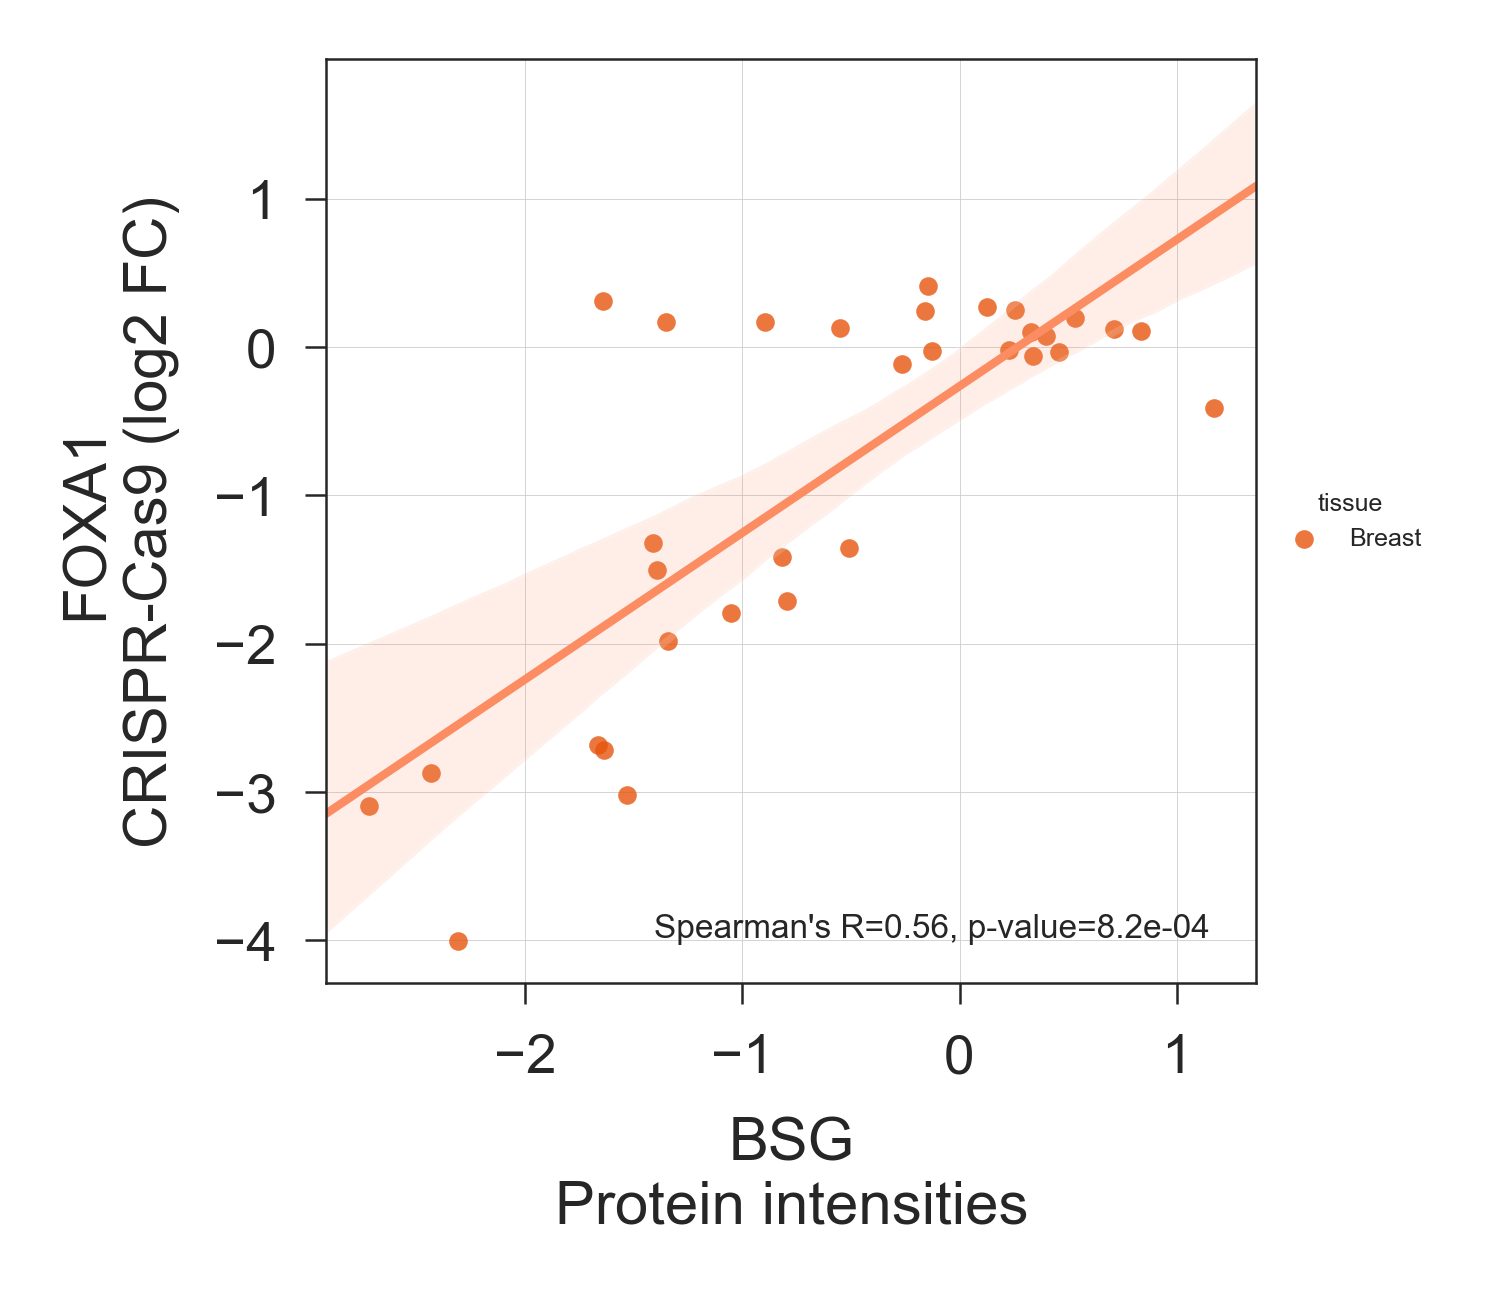 FOXA1
CRISPR-Cas9 (log2 FC)
1
0
−1
−2
−3
−4
Spearman's R=0.56, p-value=8.2e-04
−2 −1 0 1
BSG
Protein intensities
tissue
Breast